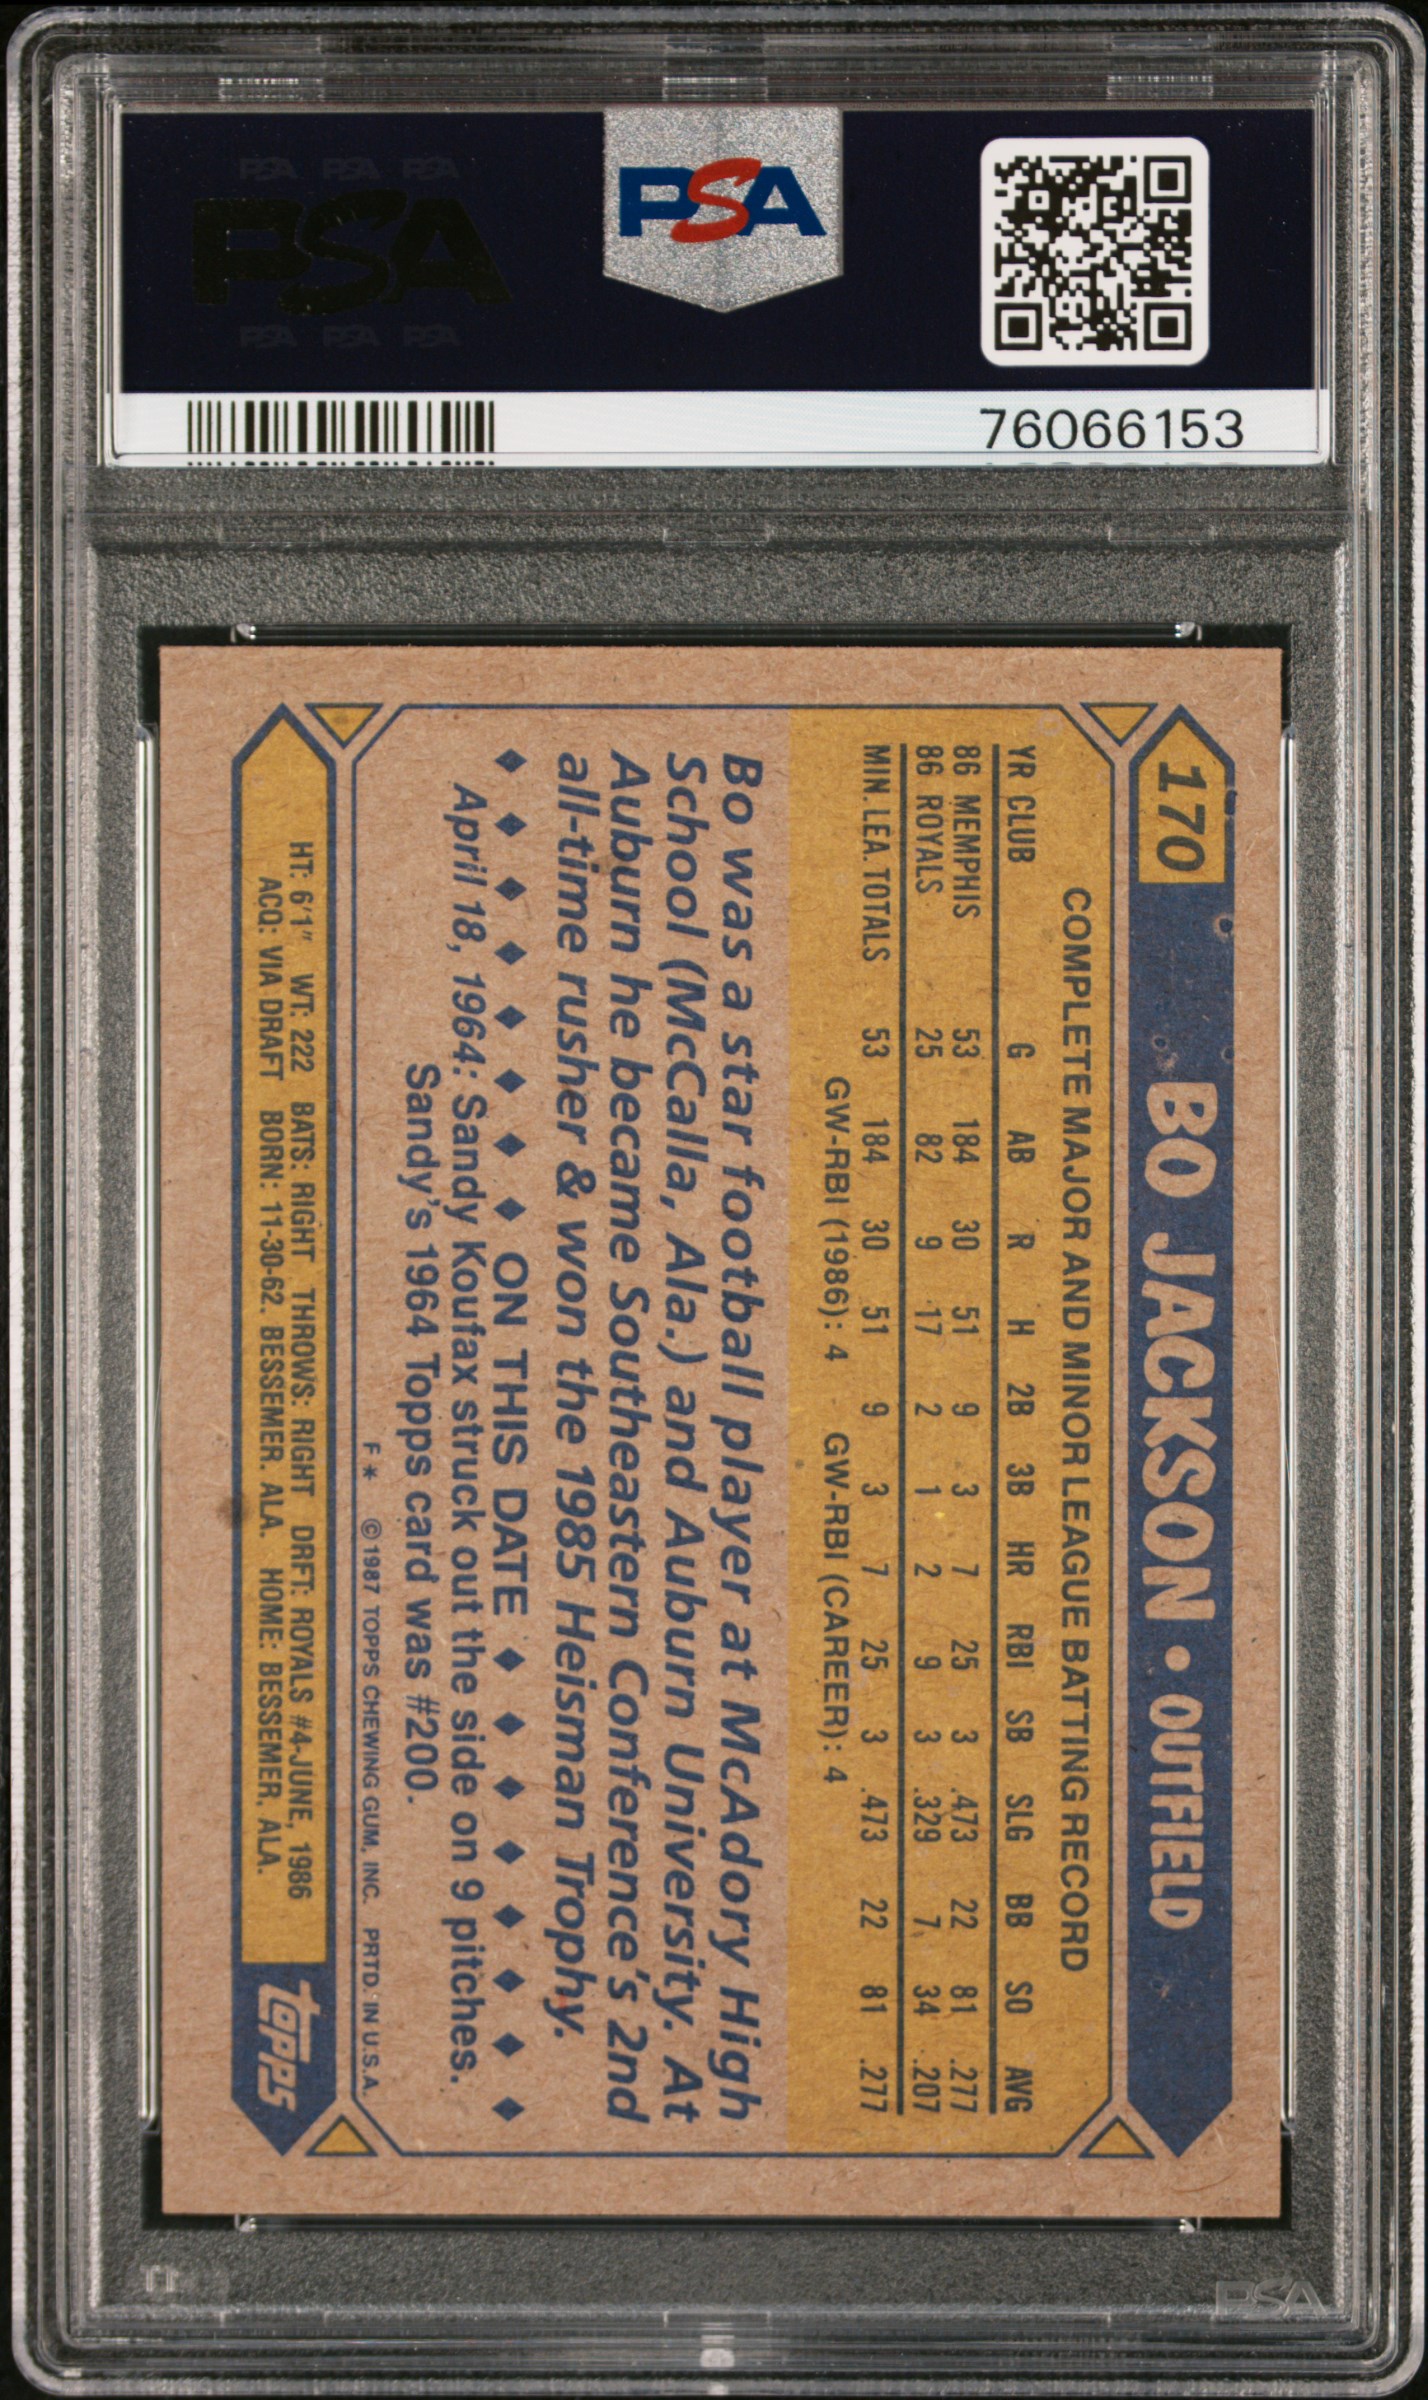 PSA PSA PSA
PSA
PSA PSA PSA
PSA
76066153
170 BO JACKSON • OUTFIELD
COMPLETE MAJOR AND MINOR LEAGUE BATTING RECORD
YR CLUB G AB R H 2B 3B HR RBI SB SLG BB SO AVG
86 MEMPHIS 53 184 30 51 9 3 7 25 3 .473 22 81 .277
86 ROYALS 25 82 9 17 2 1 2 9 3 .329 7 34 .207
MIN. LEA. TOTALS 53 184 30 51 9 3 7 25 3 .473 22 81 .277
GW-RBI (1986): 4 GW-RBI (CAREER): 4
Bo was a star football player at McAdory High
School (McCalla, Ala.) and Auburn University. At
Auburn he became Southeastern Conference's 2nd
all-time rusher & won the 1985 Heisman Trophy.
◆ ◆ ◆ ◆ ◆ ◆ ◆ ◆ ON THIS DATE ◆ ◆ ◆ ◆ ◆ ◆ ◆ ◆
April 18, 1964: Sandy Koufax struck out the side on 9 pitches.
Sandy's 1964 Topps card was #200.
F* ©1987 TOPPS CHEWING GUM, INC. PRTD. IN U.S.A.
HT: 6'1" WT: 222 BATS: RIGHT THROWS: RIGHT DRFT: ROYALS #4-JUNE, 1986
ACQ: VIA DRAFT BORN: 11-30-62, BESSEMER, ALA. HOME: BESSEMER, ALA.
topps
PSA